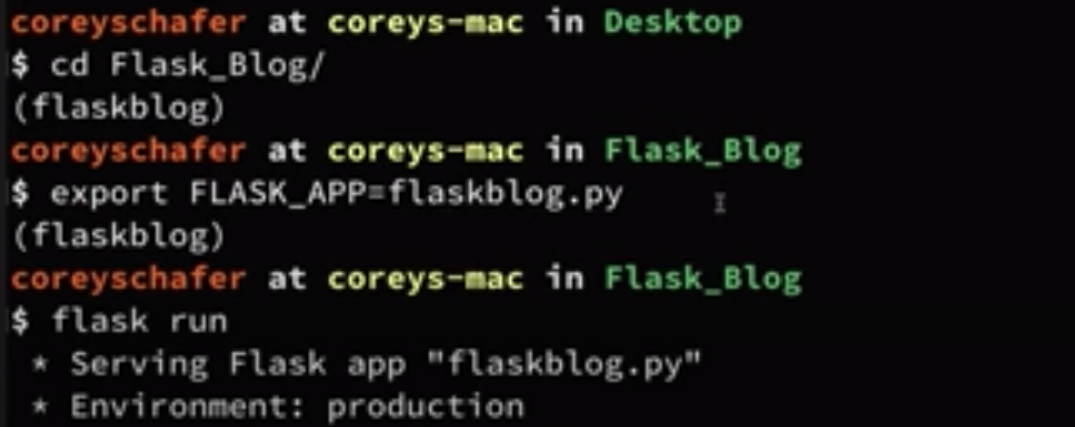 coreyschafer at coreys-mac in Desktop
$ cd Flask_Blog/
(flaskblog)
coreyschafer at coreys-mac in Flask_Blog
$ export FLASK_APP=flaskblog.py
(flaskblog)
coreyschafer at coreys-mac in Flask_Blog
$ flask run
 * Serving Flask app "flaskblog.py"
 * Environment: production